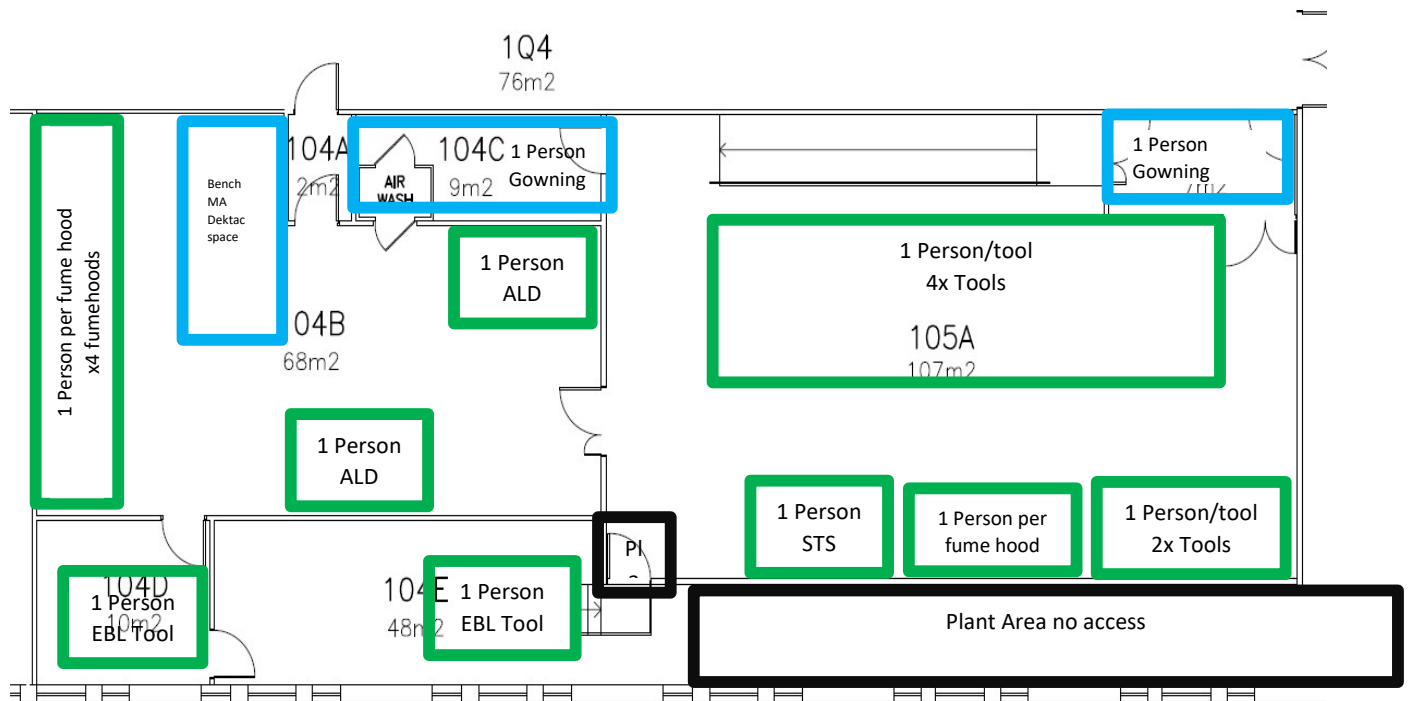 1Q4
76m2
104A
2m2
AIR
WASH
104C
9m2
1 Person
Gowning
1 Person
Gowning
Bench
MA
Dektac
space
1 Person per fume hood
x4 fumehoods
1 Person
ALD
04B
68m2
1 Person/tool
4x Tools
105A
107m2
1 Person
ALD
1 Person
STS
1 Person per
fume hood
1 Person/tool
2x Tools
Pl
104D
1 Person
10m2
EBL Tool
104E
48m2
1 Person
EBL Tool
Plant Area no access